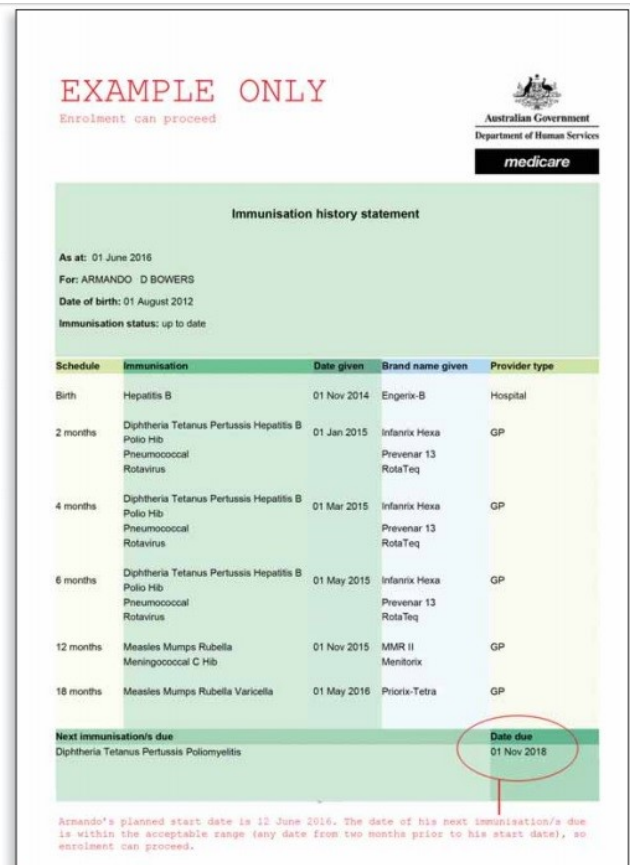 EXAMPLE ONLY
Enrolment can proceed
Australian Government
Department of Human Services
medicare
Immunisation history statement
As at: 01 June 2016
For: ARMANDO D BOWERS
Date of birth: 01 August 2012
Immunisation status: up to date
Schedule Immunisation Date given Brand name given Provider type
Birth Hepatitis B 01 Nov 2014 Engerix-B Hospital
2 months Diphtheria Tetanus Pertussis Hepatitis B Polio Hib 01 Jan 2015 Infanrix Hexa GP
Pneumococcal Prevenar 13
Rotavirus RotaTeq
4 months Diphtheria Tetanus Pertussis Hepatitis B Polio Hib 01 Mar 2015 Infanrix Hexa GP
Pneumococcal Prevenar 13
Rotavirus RotaTeq
6 months Diphtheria Tetanus Pertussis Hepatitis B Polio Hib 01 May 2015 Infanrix Hexa GP
Pneumococcal Prevenar 13
Rotavirus RotaTeq
12 months Measles Mumps Rubella 01 Nov 2015 MMR II GP
Meningococcal C Hib Menitorix
18 months Measles Mumps Rubella Varicella 01 May 2016 Priorix-Tetra GP
Next immunisation/s due Date due
Diphtheria Tetanus Pertussis Poliomyelitis 01 Nov 2018
Armando's planned start date is 12 June 2016. The date of his next immunisation/s due
is within the acceptable range (any date from two months prior to his start date), so
enrolment can proceed.